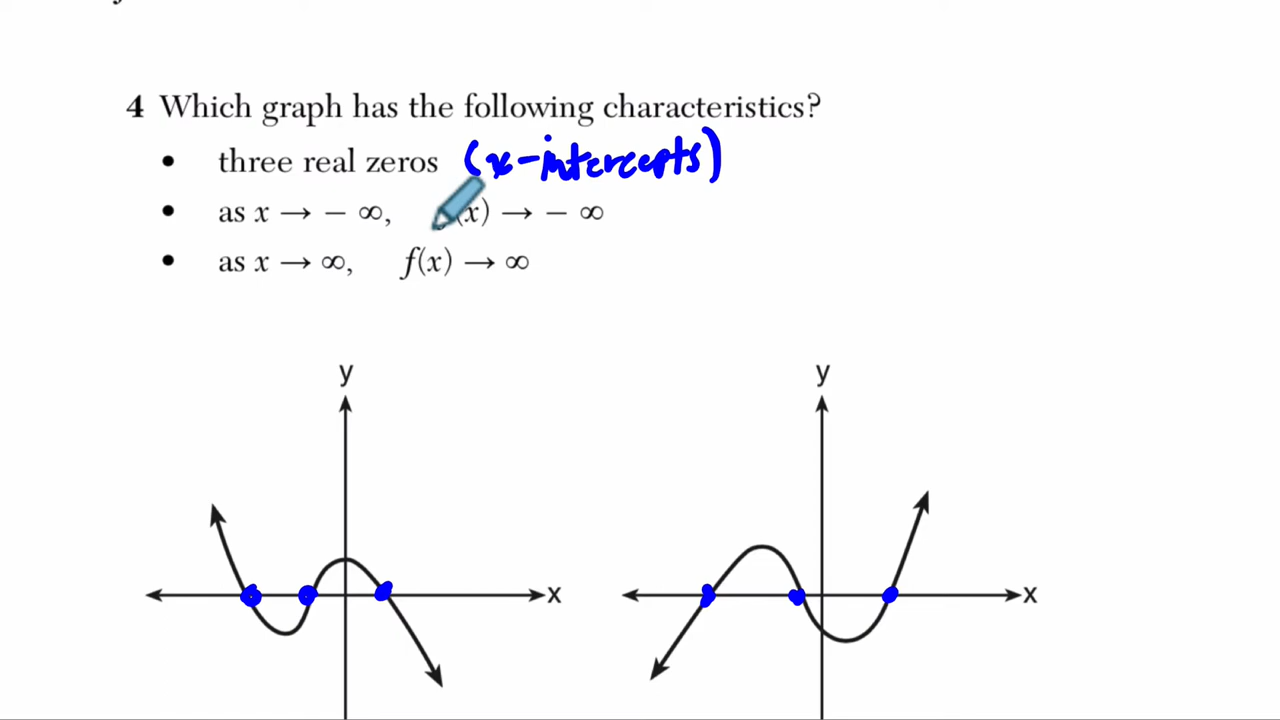 4 Which graph has the following characteristics?
• three real zeros (x-intercepts)
• as x → − ∞, (x) → − ∞
• as x → ∞, f(x) → ∞
y y
x x